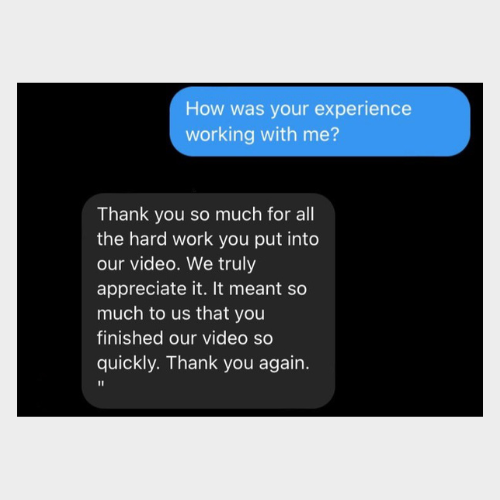 How was your experience
working with me?
Thank you so much for all
the hard work you put into
our video. We truly
appreciate it. It meant so
much to us that you
finished our video so
quickly. Thank you again.
"